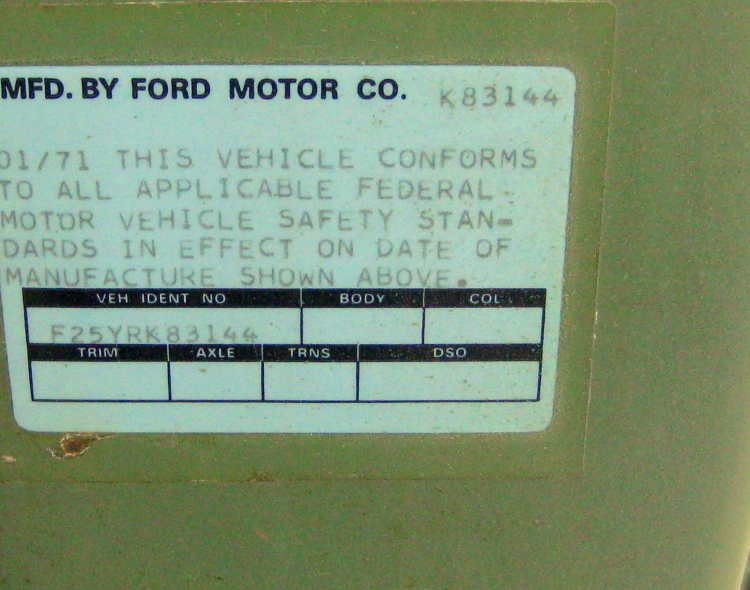 MFD. BY FORD MOTOR CO. K83144
01/71 THIS VEHICLE CONFORMS
TO ALL APPLICABLE FEDERAL
MOTOR VEHICLE SAFETY STAN-
DARDS IN EFFECT ON DATE OF
MANUFACTURE SHOWN ABOVE.
VEH IDENT NO BODY COL
F25YRK83144
TRIM AXLE TRNS DSO